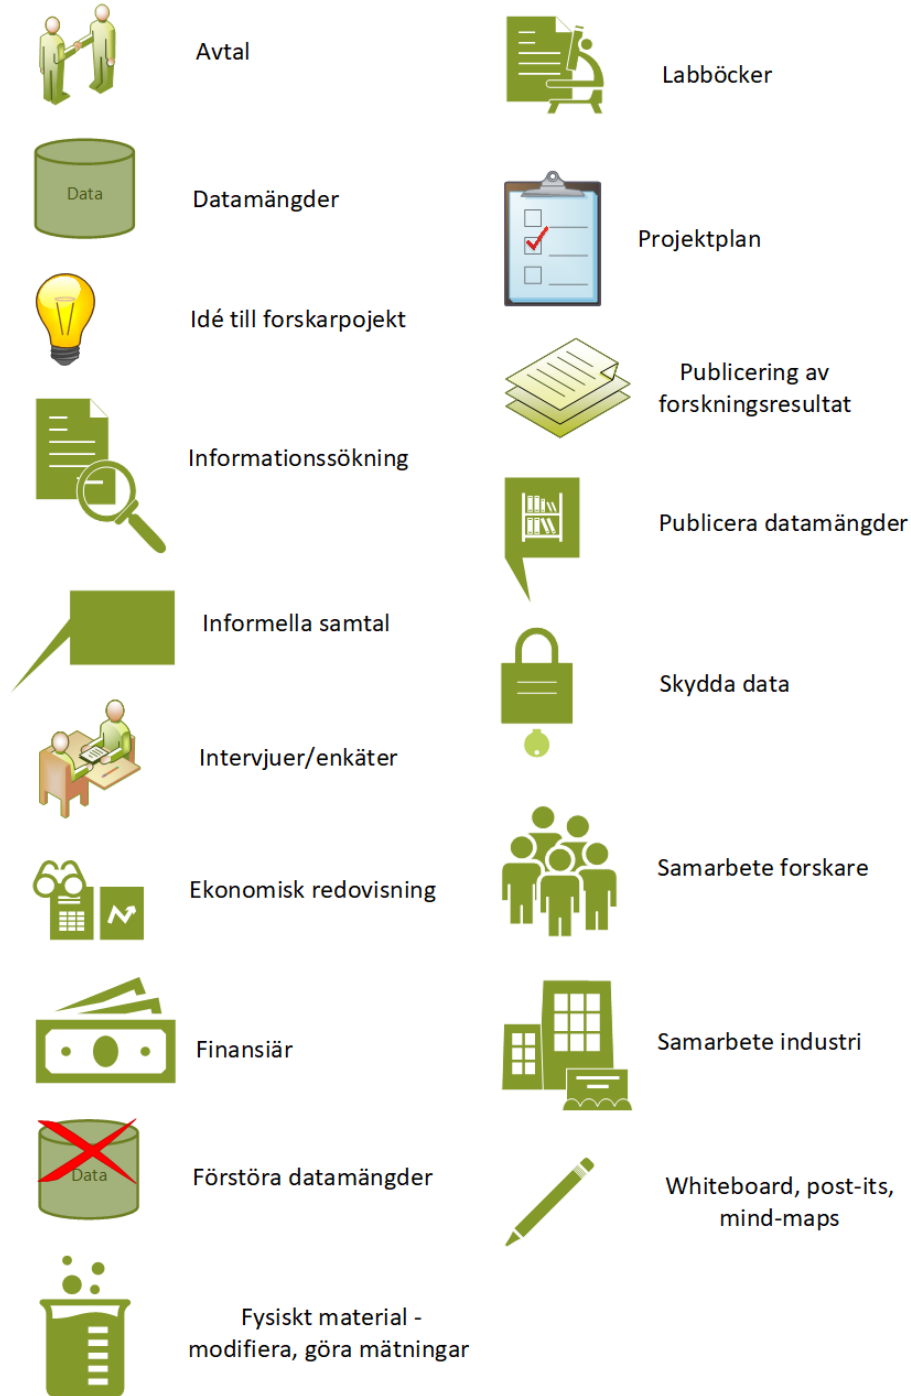 Avtal
Data
Datamängder
Idé till forskarpojekt
Informationssökning
Informella samtal
Intervjuer/enkäter
Ekonomisk redovisning
Finansiär
Data
Förstöra datamängder
Fysiskt material -
modifiera, göra mätningar
Labböcker
Projektplan
Publicering av
forskningsresultat
Publicera datamängder
Skydda data
Samarbete forskare
Samarbete industri
Whiteboard, post-its,
mind-maps